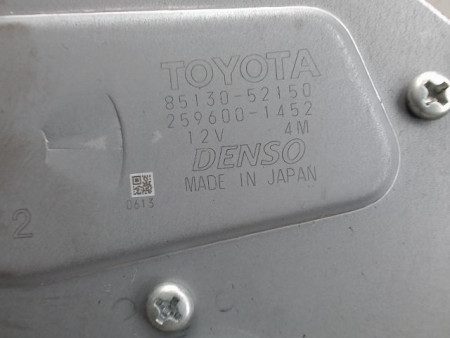 TOYOTA
85130-52150
259600-1452
12V 4M
DENSO
MADE IN JAPAN
0613
2